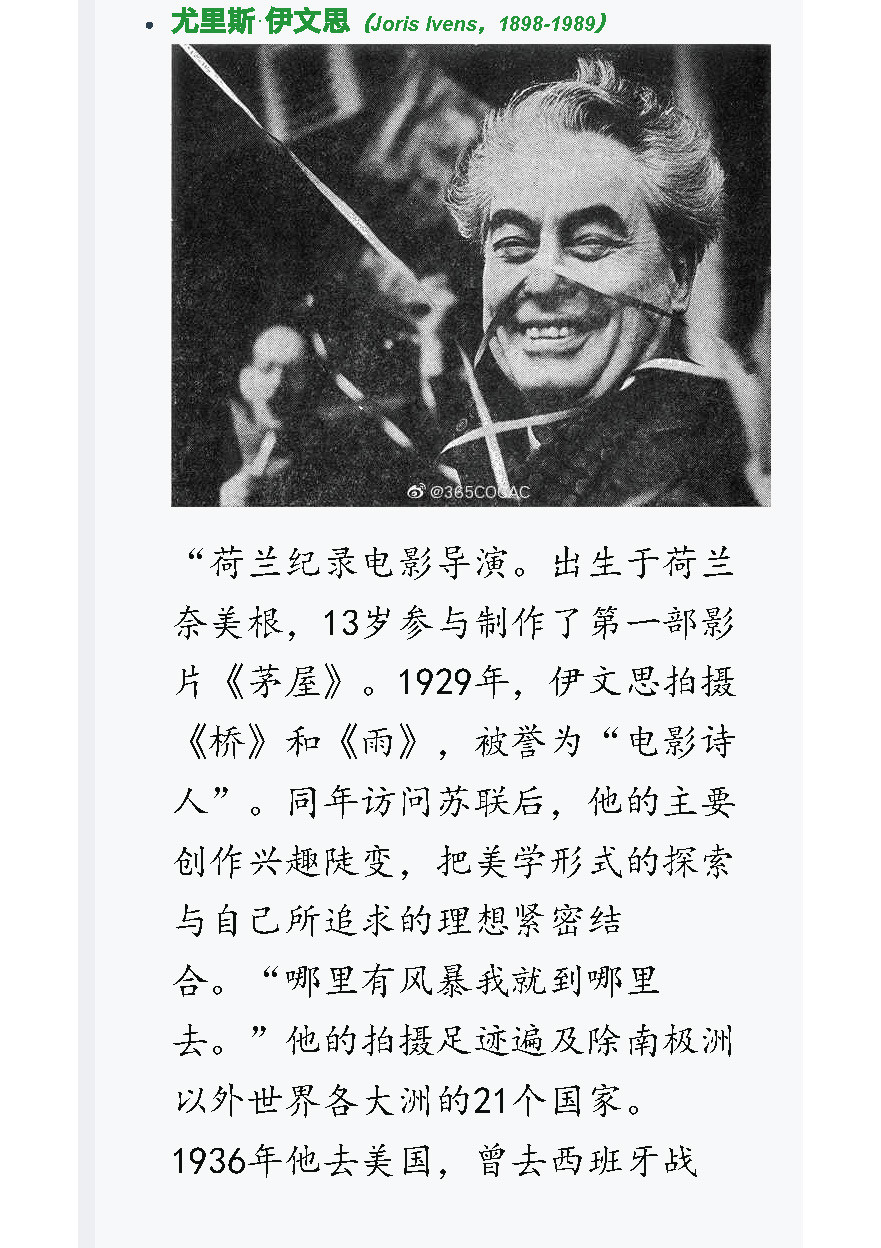 尤里斯·伊文思（Joris Ivens，1898-1989）
@365COCAC
“荷兰纪录电影导演。出生于荷兰
奈美根，13岁参与制作了第一部影
片《茅屋》。1929年，伊文思拍摄
《桥》和《雨》，被誉为“电影诗
人”。同年访问苏联后，他的主要
创作兴趣陡变，把美学形式的探索
与自己所追求的理想紧密结
合。“哪里有风暴我就到哪里
去。”他的拍摄足迹遍及除南极洲
以外世界各大洲的21个国家。
1936年他去美国，曾去西班牙战